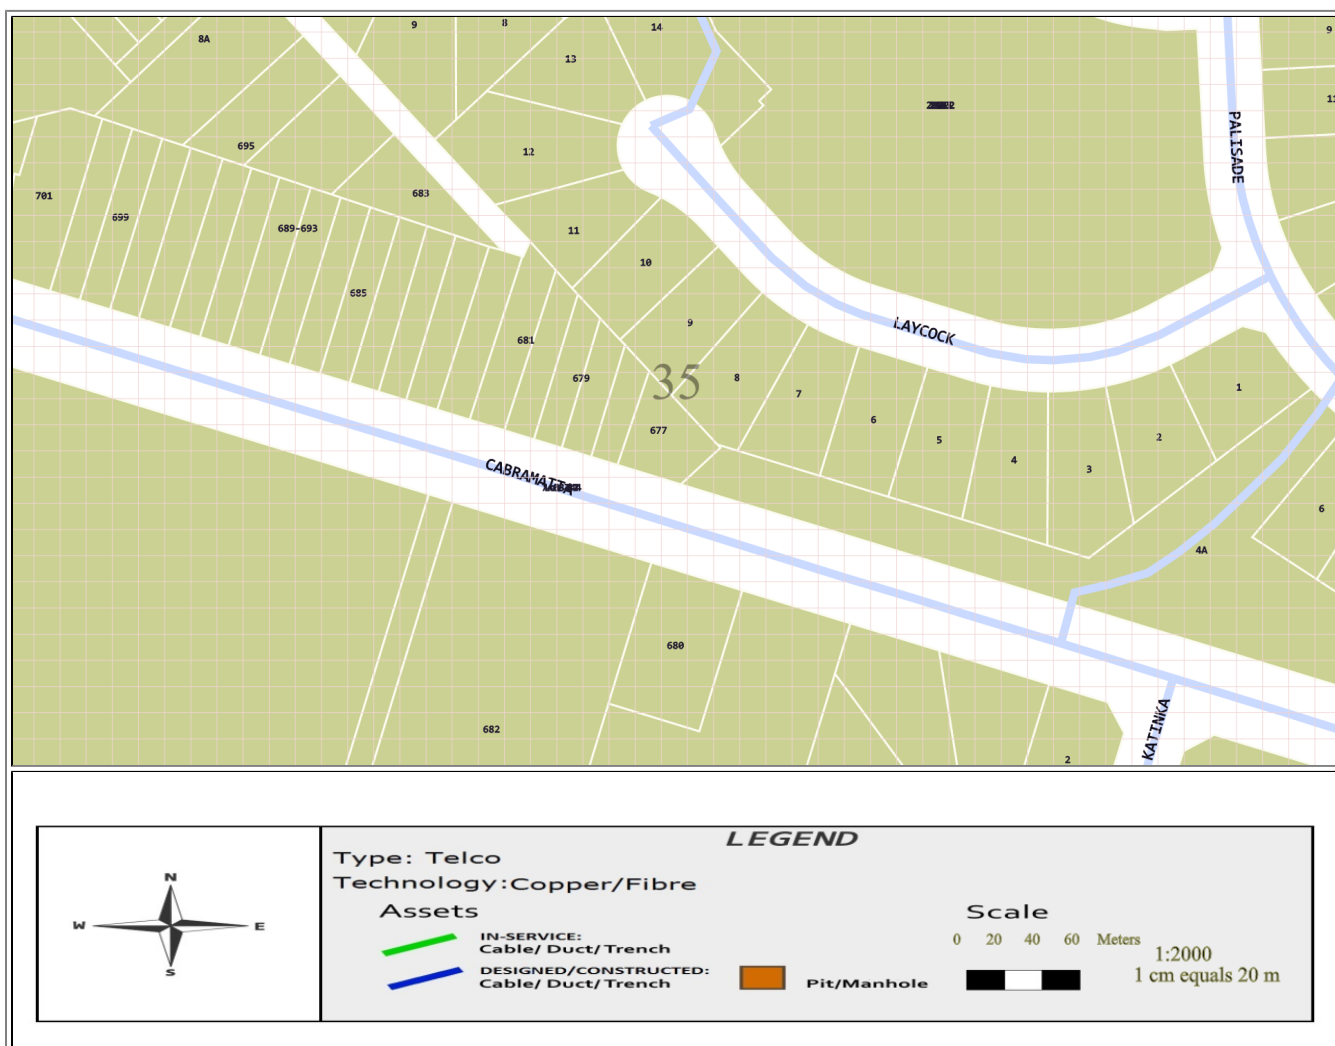 9
8
14
9
8A
13
11
PALISADE
695
12
683
701
699
689-693
11
10
685
9
LAYCOCK
681
679
35
8
7
1
677
6
5
2
4
3
CABRAMATTA
6
4A
680
682
2
KATINKA
LEGEND
Type: Telco
Technology:Copper/Fibre
Assets
Scale
IN-SERVICE:
Cable/ Duct/ Trench
0 20 40 60 Meters
1:2000
1 cm equals 20 m
DESIGNED/CONSTRUCTED:
Cable/ Duct/ Trench
Pit/Manhole
N
W
E
S